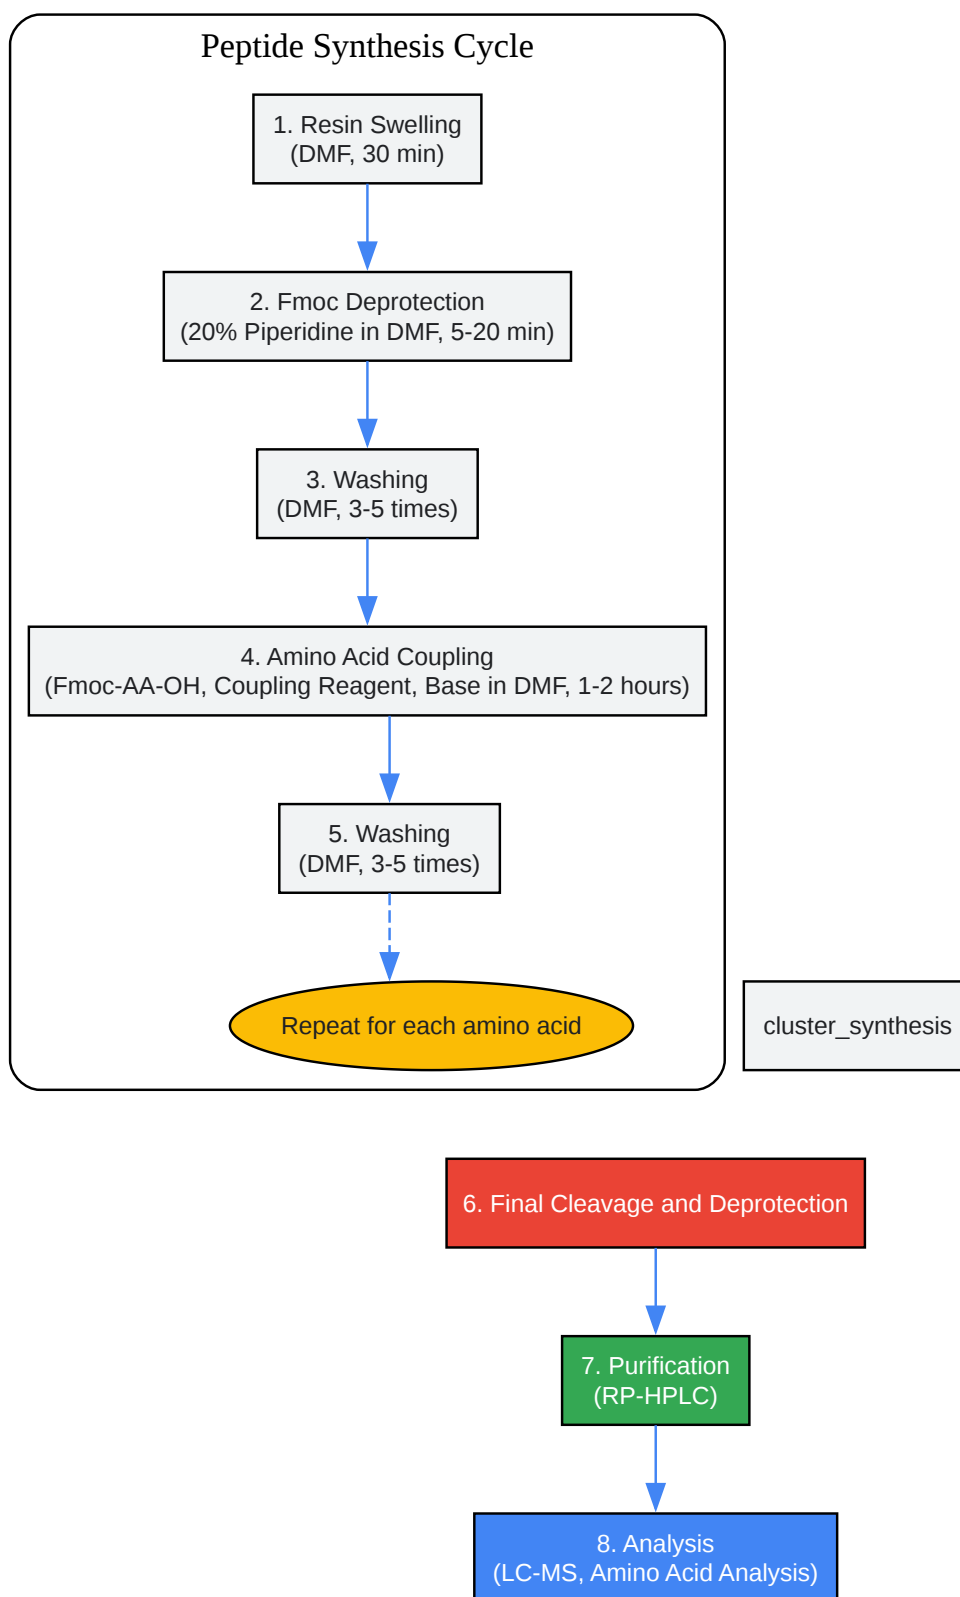 Peptide Synthesis Cycle
1. Resin Swelling
(DMF, 30 min)
2. Fmoc Deprotection
(20% Piperidine in DMF, 5-20 min)
3. Washing
(DMF, 3-5 times)
4. Amino Acid Coupling
(Fmoc-AA-OH, Coupling Reagent, Base in DMF, 1-2 hours)
5. Washing
(DMF, 3-5 times)
Repeat for each amino acid
cluster_synthesis
6. Final Cleavage and Deprotection
7. Purification
(RP-HPLC)
8. Analysis
(LC-MS, Amino Acid Analysis)